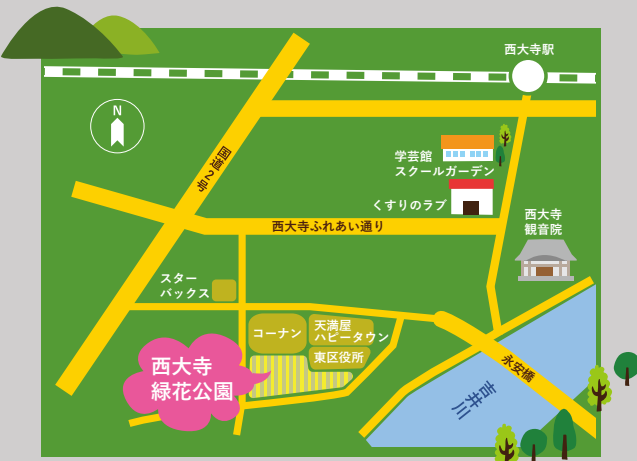 西大寺駅
N
国道2号
学芸館
スクールガーデン
くすりのラブ
西大寺
観音院
西大寺ふれあい通り
スター
バックス
コーナン
天満屋
ハピータウン
東区役所
西大寺
緑花公園
永安橋
吉井川